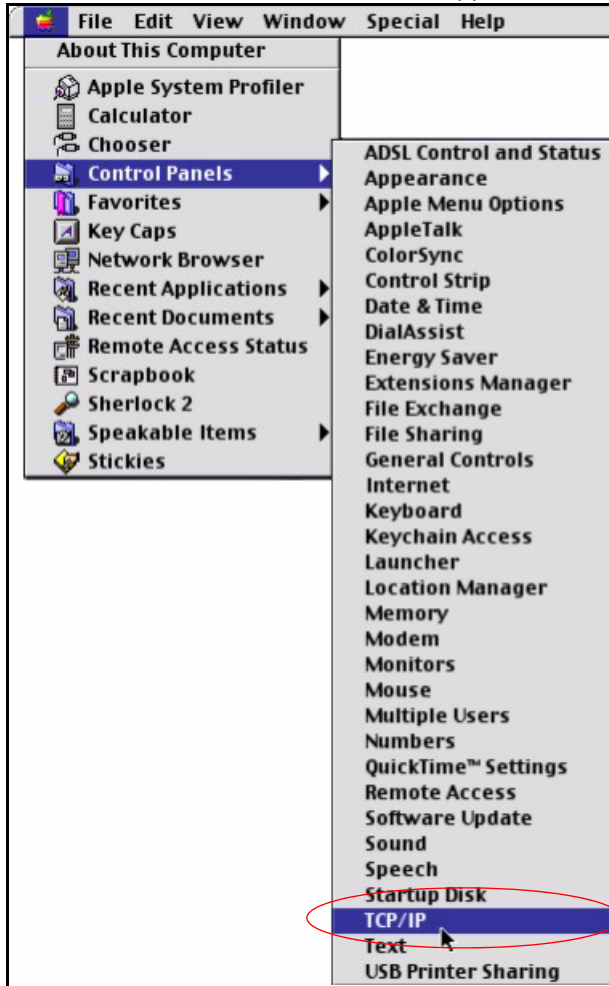 File Edit View Window Special Help
About This Computer
Apple System Profiler
Calculator
Chooser
Control Panels
Favorites
Key Caps
Network Browser
Recent Applications
Recent Documents
Remote Access Status
Scrapbook
Sherlock 2
Speakable Items
Stickies
ADSL Control and Status
Appearance
Apple Menu Options
AppleTalk
ColorSync
Control Strip
Date & Time
DialAssist
Energy Saver
Extensions Manager
File Exchange
File Sharing
General Controls
Internet
Keyboard
Keychain Access
Launcher
Location Manager
Memory
Modem
Monitors
Mouse
Multiple Users
Numbers
QuickTime™ Settings
Remote Access
Software Update
Sound
Speech
Startup Disk
TCP/IP
Text
USB Printer Sharing